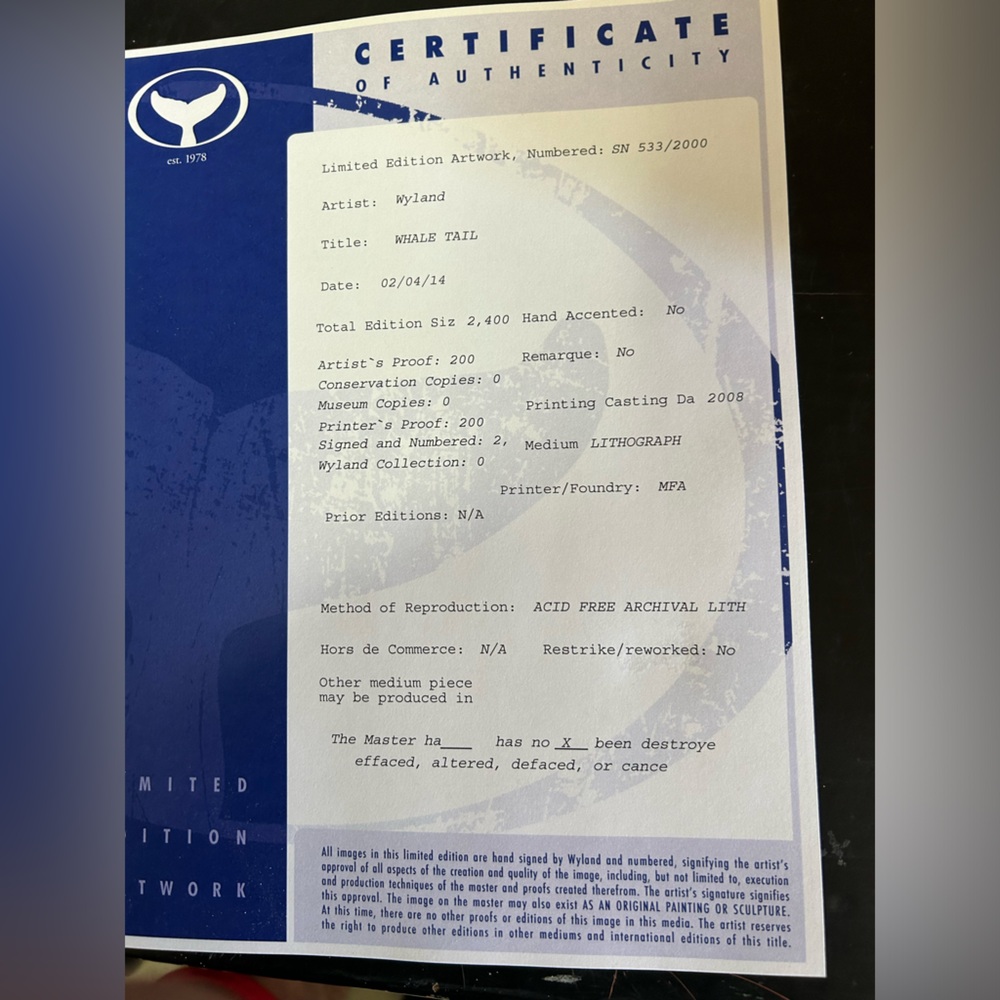 CERTIFICATE
OF AUTHENTICITY
est. 1978
Limited Edition Artwork, Numbered: SN 533/2000
Artist: Wyland
Title: WHALE TAIL
Date: 02/04/14
Total Edition Siz 2,400 Hand Accented: No
Artist`s Proof: 200 Remarque: No
Conservation Copies: 0
Museum Copies: 0 Printing Casting Da 2008
Printer`s Proof: 200
Signed and Numbered: 2, Medium LITHOGRAPH
Wyland Collection: 0
Printer/Foundry: MFA
Prior Editions: N/A
Method of Reproduction: ACID FREE ARCHIVAL LITH
Hors de Commerce: N/A Restrike/reworked: No
Other medium piece
may be produced in
The Master ha____ has no _X_ been destroye
effaced, altered, defaced, or cance
MITED
ITION
TWORK
All images in this limited edition are hand signed by Wyland and numbered, signifying the artist's
approval of all aspects of the creation and quality of the image, including, but not limited to, execution
and production techniques of the master and proofs created therefrom. The artist's signature signifies
this approval. The image on the master may also exist AS AN ORIGINAL PAINTING OR SCULPTURE.
At this time, there are no other proofs or editions of this image in this media. The artist reserves
the right to produce other editions in other mediums and international editions of this title.